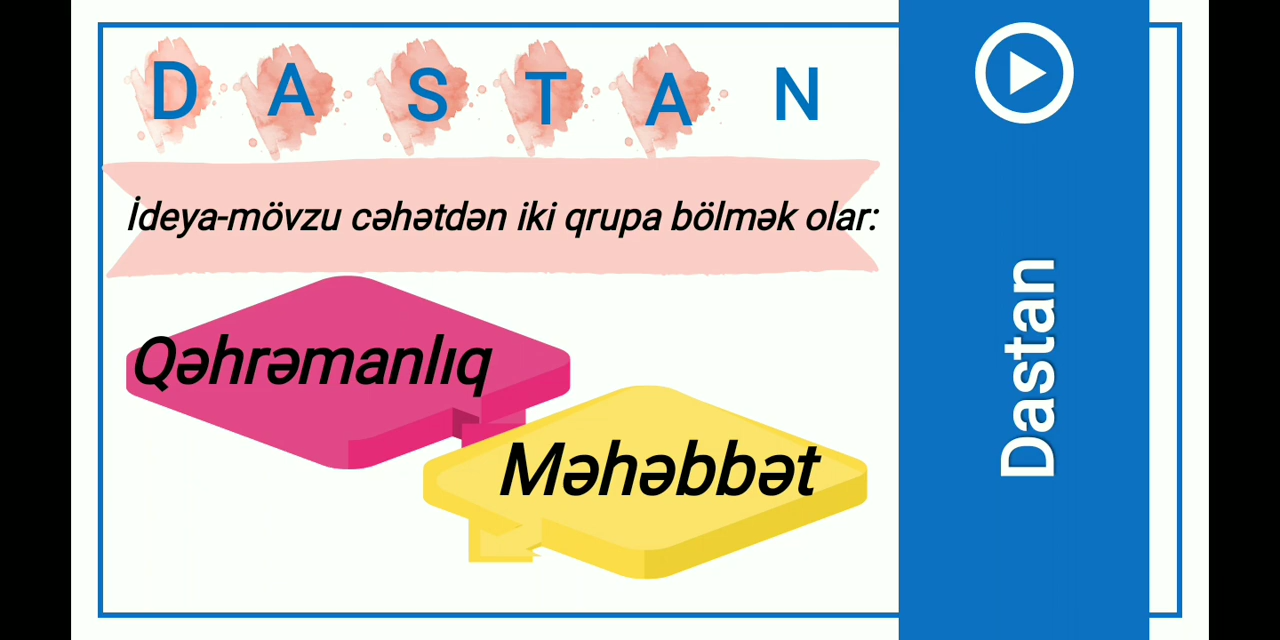 D A S T A N
İdeya-mövzu cəhətdən iki qrupa bölmək olar:
Qəhrəmanlıq
Məhəbbət
Dastan